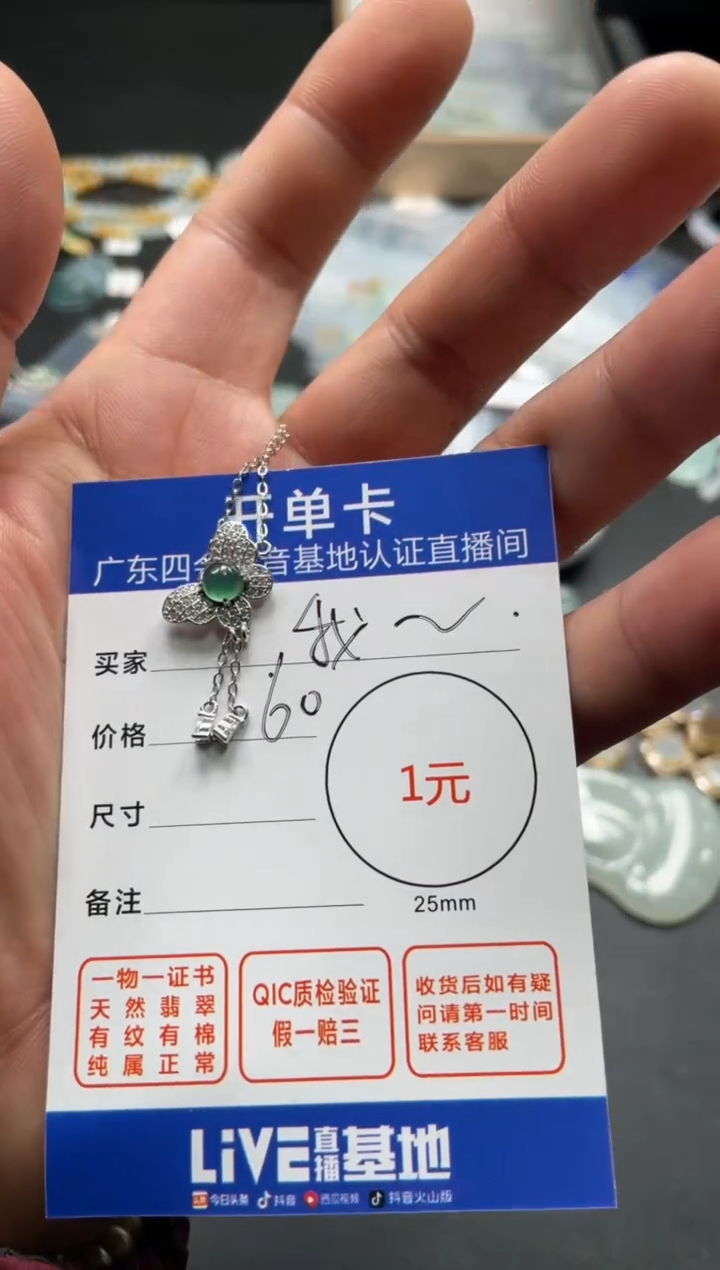 开单卡
广东四会抖音基地认证直播间
买家 我～.
价格 60
尺寸
1元
备注
25mm
一物一证书
天然翡翠
有纹有棉
纯属正常
QIC质检验证
假一赔三
收货后如有疑
问请第一时间
联系客服
LiVE直播基地
今日头条 抖音 西瓜视频 抖音火山版